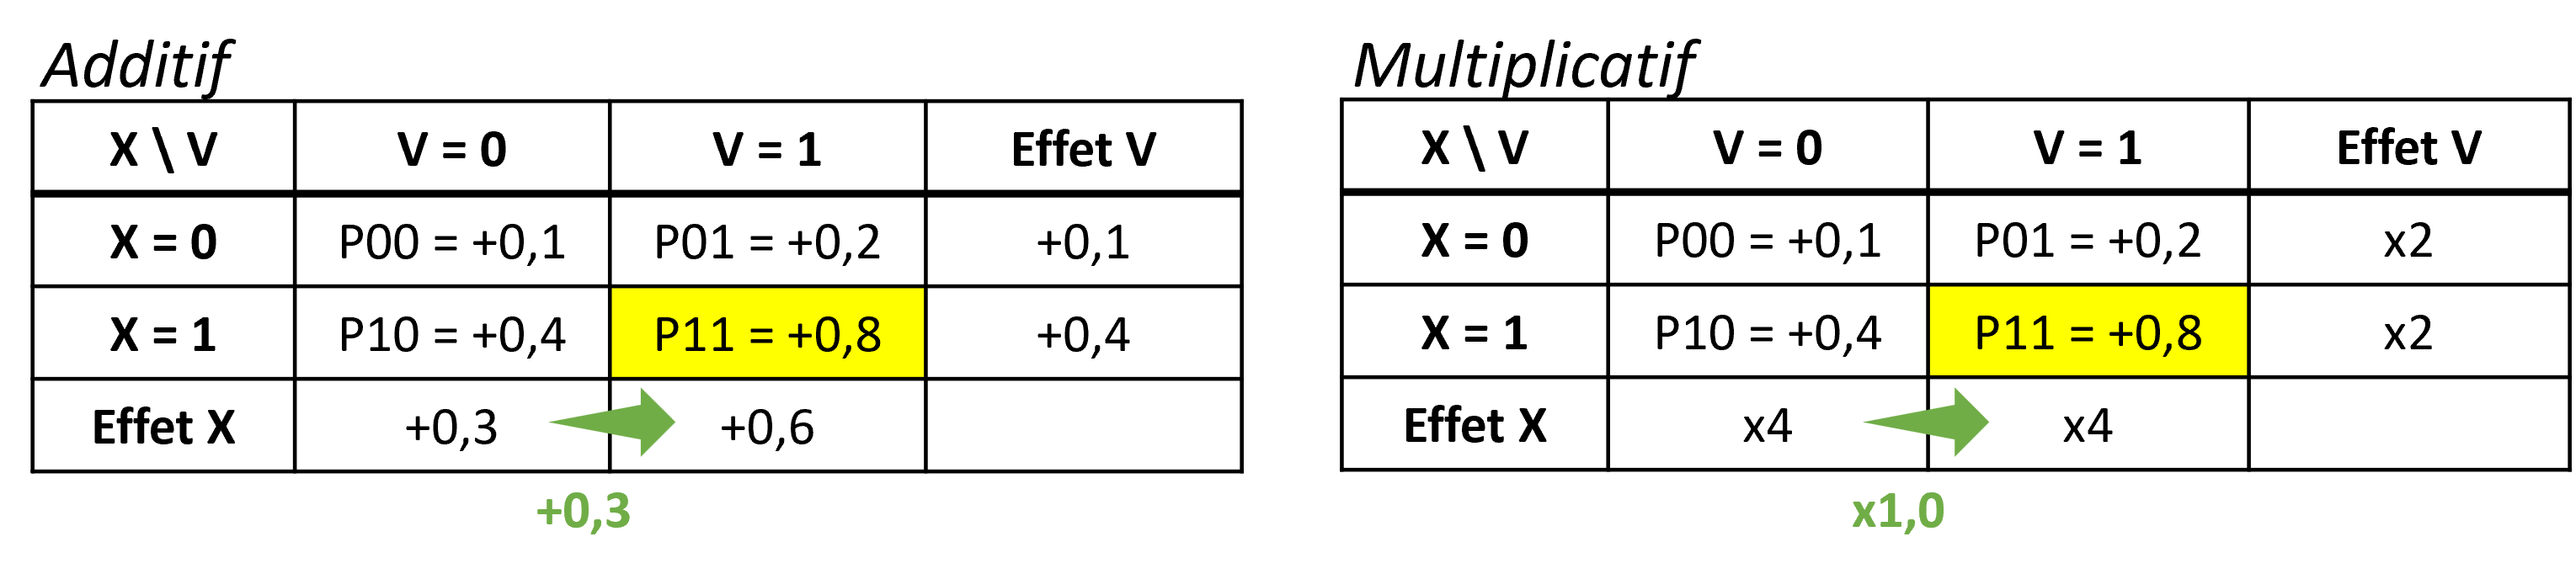 Additif
X \ V V = 0 V = 1 Effet V
X = 0 P00 = +0,1 P01 = +0,2 +0,1
X = 1 P10 = +0,4 P11 = +0,8 +0,4
Effet X +0,3 +0,6
+0,3
Multiplicatif
X \ V V = 0 V = 1 Effet V
X = 0 P00 = +0,1 P01 = +0,2 x2
X = 1 P10 = +0,4 P11 = +0,8 x2
Effet X x4 x4
x1,0